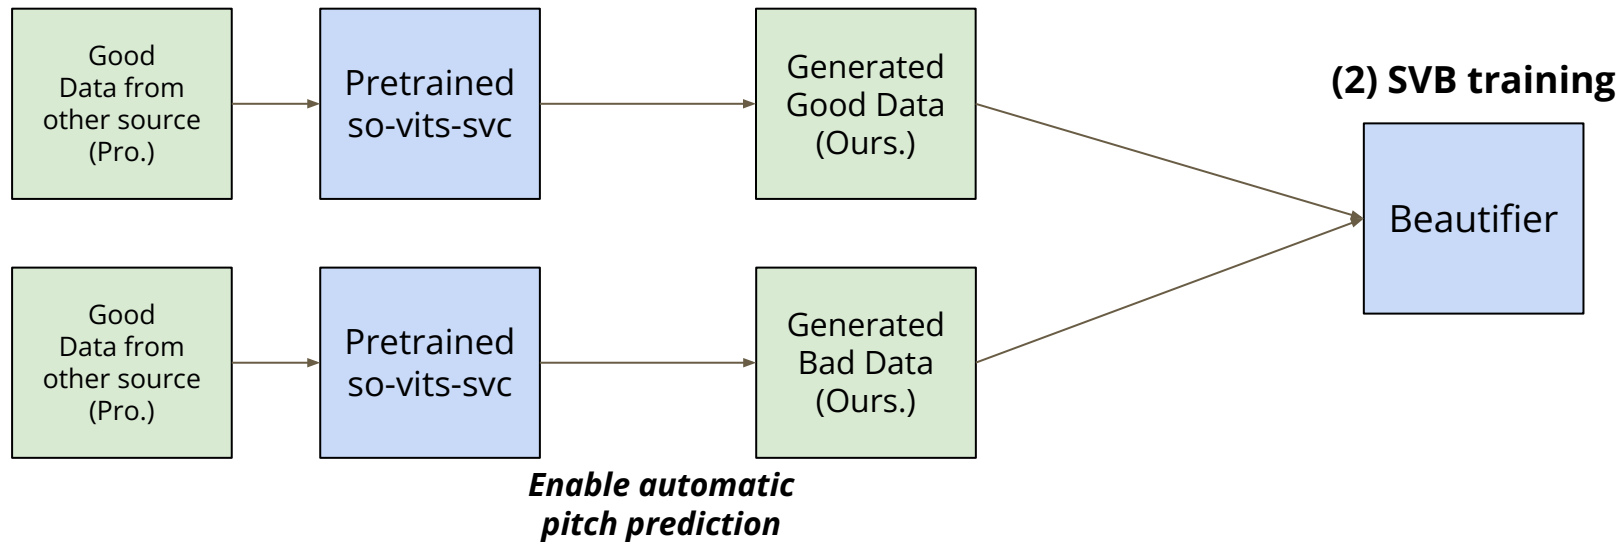 Good
Data from
other source
(Pro.)
Pretrained
so-vits-svc
Generated
Good Data
(Ours.)
(2) SVB training
Beautifier
Good
Data from
other source
(Pro.)
Pretrained
so-vits-svc
Generated
Bad Data
(Ours.)
Enable automatic
pitch prediction